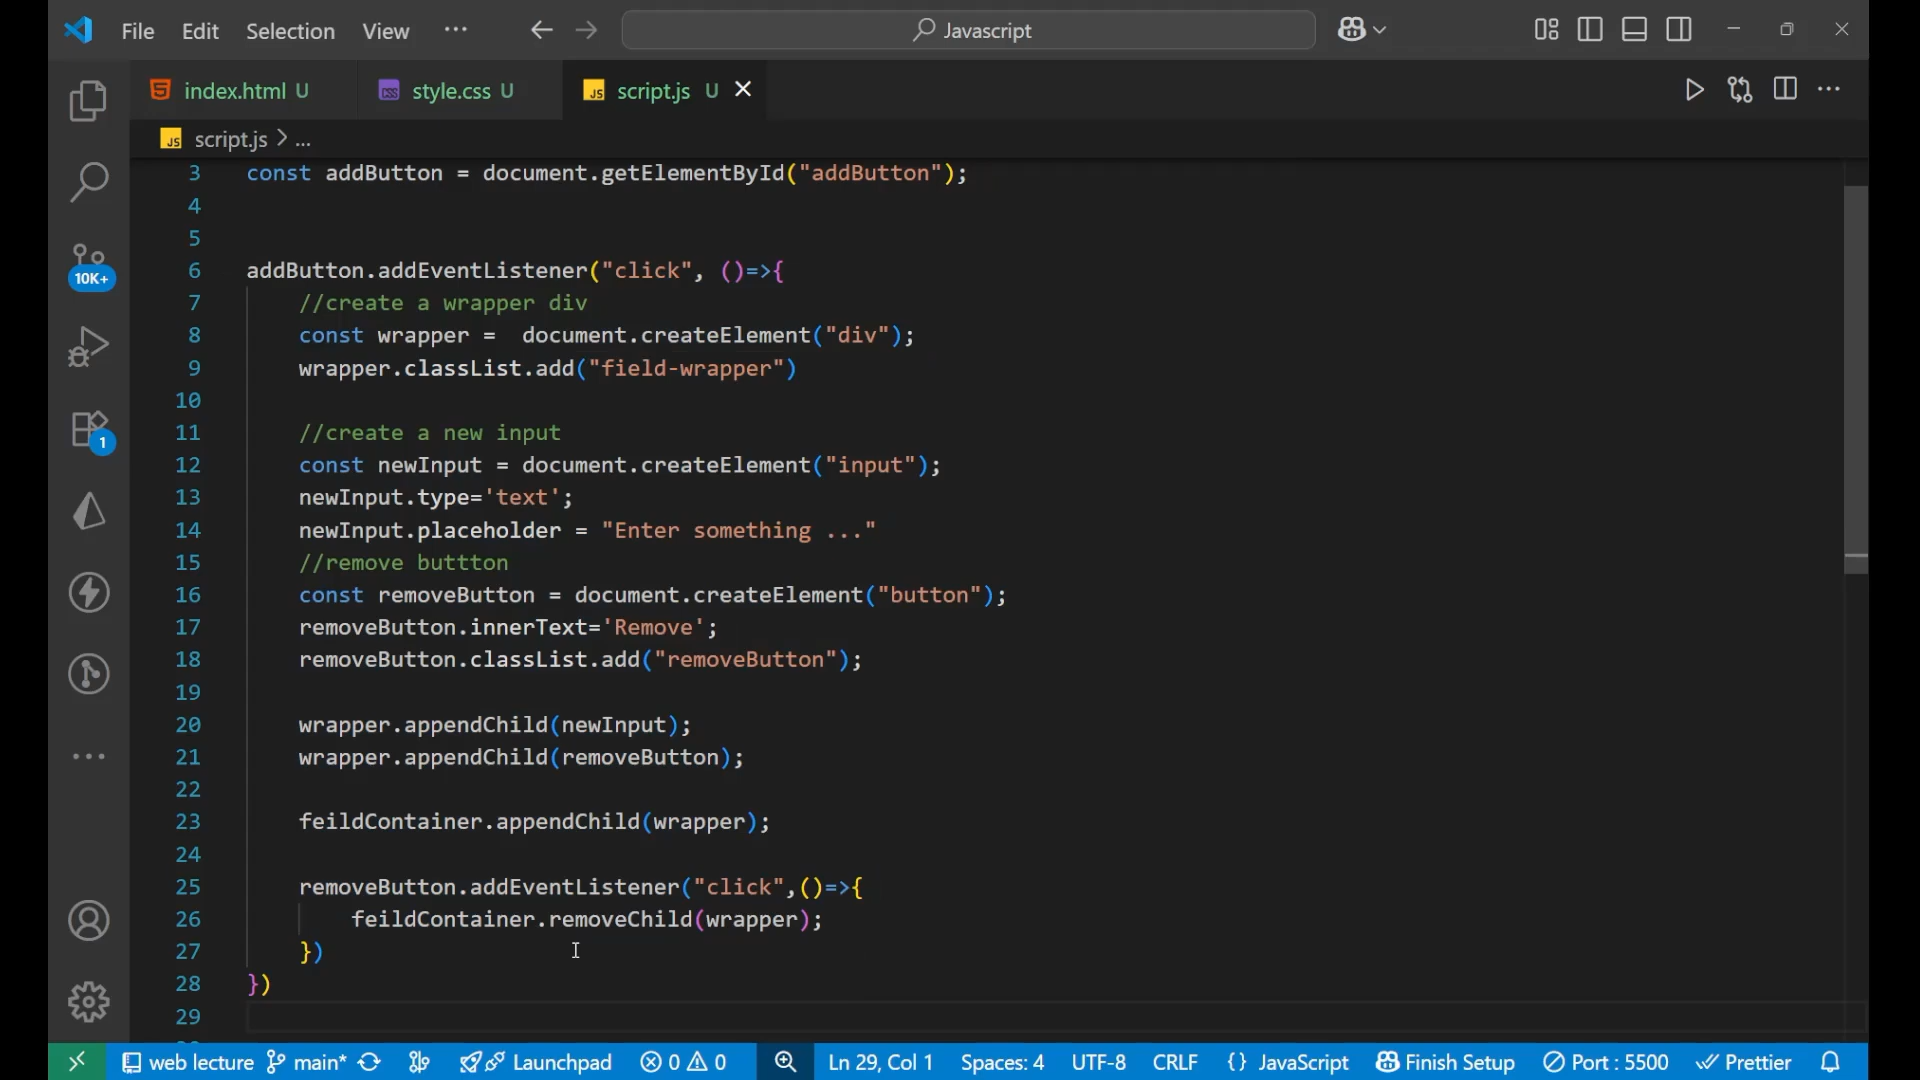 File Edit Selection View ... Javascript
index.html U style.css U script.js U
script.js > ...
3 const addButton = document.getElementById("addButton");
4
5
6 addButton.addEventListener("click", ()=>{
7 //create a wrapper div
8 const wrapper =  document.createElement("div");
9 wrapper.classList.add("field-wrapper")
10
11 //create a new input
12 const newInput = document.createElement("input");
13 newInput.type='text';
14 newInput.placeholder = "Enter something ..."
15 //remove buttton
16 const removeButton = document.createElement("button");
17 removeButton.innerText='Remove';
18 removeButton.classList.add("removeButton");
19
20 wrapper.appendChild(newInput);
21 wrapper.appendChild(removeButton);
22
23 feildContainer.appendChild(wrapper);
24
25 removeButton.addEventListener("click",()=>{
26 feildContainer.removeChild(wrapper);
27 })
28 })
29
10K+
1
web lecture main* Launchpad 0 0 Ln 29, Col 1 Spaces: 4 UTF-8 CRLF {} JavaScript Finish Setup Port : 5500 Prettier